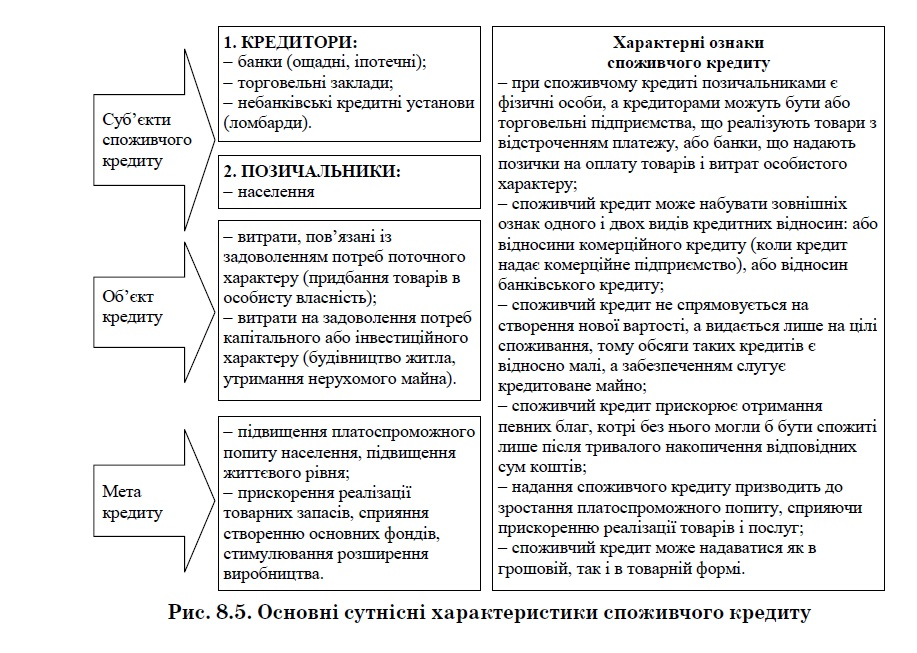 Суб’єкти
споживчого
кредиту
1. КРЕДИТОРИ:
– банки (ощадні, іпотечні);
– торговельні заклади;
– небанківські кредитні установи
(ломбарди).
2. ПОЗИЧАЛЬНИКИ:
– населення
Об’єкт
кредиту
– витрати, пов’язані із
задоволенням потреб поточного
характеру (придбання товарів в
особисту власність);
– витрати на задоволення потреб
капітального або інвестиційного
характеру (будівництво житла,
утримання нерухомого майна).
Мета
кредиту
– підвищення платоспроможного
попиту населення, підвищення
життєвого рівня;
– прискорення реалізації
товарних запасів, сприяння
створенню основних фондів,
стимулювання розширення
виробництва.
Характерні ознаки
споживчого кредиту
– при споживчому кредиті позичальниками є
фізичні особи, а кредиторами можуть бути або
торговельні підприємства, що реалізують товари з
відстроченням платежу, або банки, що надають
позички на оплату товарів і витрат особистого
характеру;
– споживчий кредит може набувати зовнішніх
ознак одного і двох видів кредитних відносин: або
відносини комерційного кредиту (коли кредит
надає комерційне підприємство), або відносин
банківського кредиту;
– споживчий кредит не спрямовується на
створення нової вартості, а видається лише на цілі
споживання, тому обсяги таких кредитів є
відносно малі, а забезпеченням слугує
кредитоване майно;
– споживчий кредит прискорює отримання
певних благ, котрі без нього могли б бути спожиті
лише після тривалого накопичення відповідних
сум коштів;
– надання споживчого кредиту призводить до
зростання платоспроможного попиту, сприяючи
прискоренню реалізації товарів і послуг;
– споживчий кредит може надаватися як в
грошовій, так і в товарній формі.
Рис. 8.5. Основні сутнісні характеристики споживчого кредиту